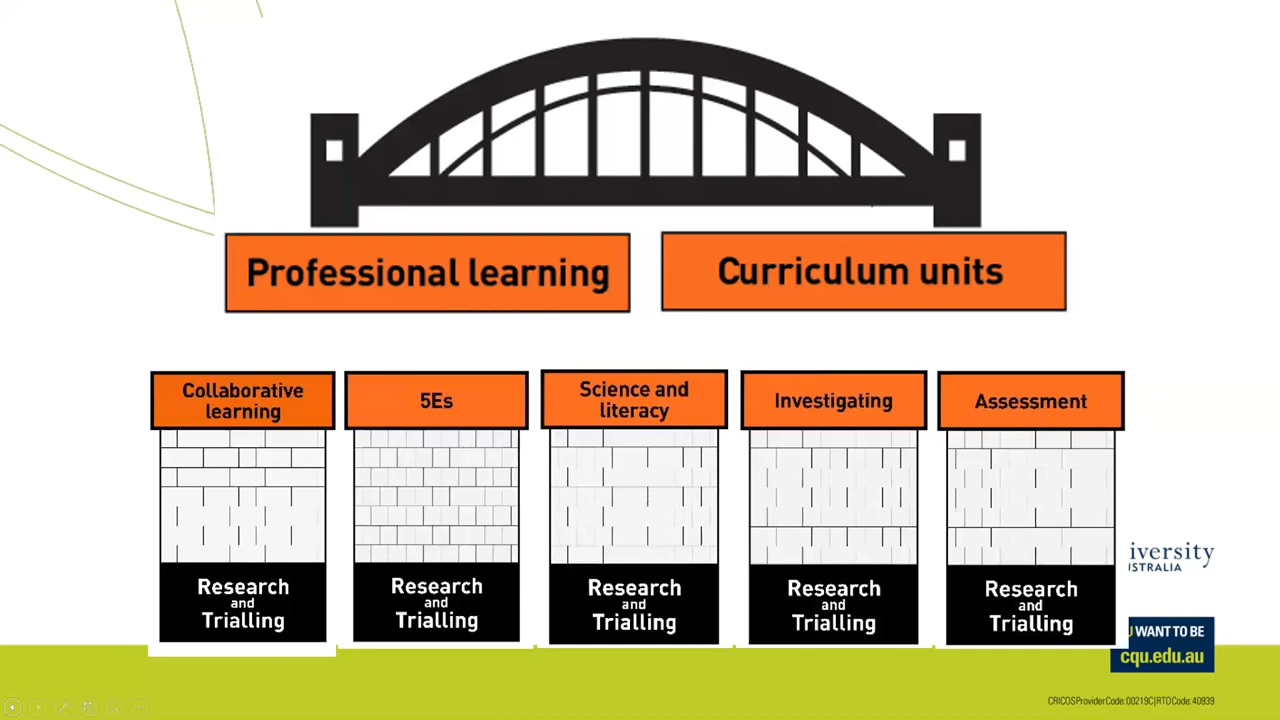 Professional learning
Curriculum units
Collaborative
learning
5Es
Science and
literacy
Investigating
Assessment
Research
and
Trialling
Research
and
Trialling
Research
and
Trialling
Research
and
Trialling
Research
and
Trialling
iversity
USTRALIA
U WANT TO BE
cqu.edu.au
CRICOS Provider Code: 00219C | RTO Code: 40939